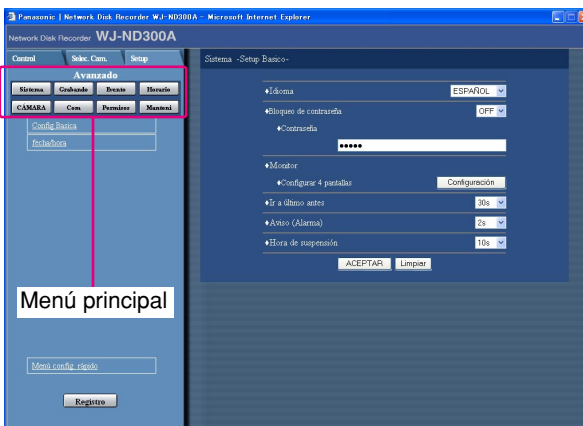 Panasonic | Network Disk Recorder WJ-ND300A - Microsoft Internet Explorer
Network Disk Recorder WJ-ND300A
Control Selec. Cam. Setup
Avanzado
Sistema Grabando Evento Horario
CÁMARA Com Permisos Manteni
Config Basica
fecha/hora
Menú principal
Menú config. rápido
Registro
Sistema -Setup Basico-
♦Idioma ESPAÑOL
♦Bloqueo de contraseña OFF
♦Contraseña
•••••
♦Monitor
♦Configurar 4 pantallas Configuración
♦Ir a último antes 30s
♦Aviso (Alarma) 2s
♦Hora de suspensión 10s
ACEPTAR Limpiar